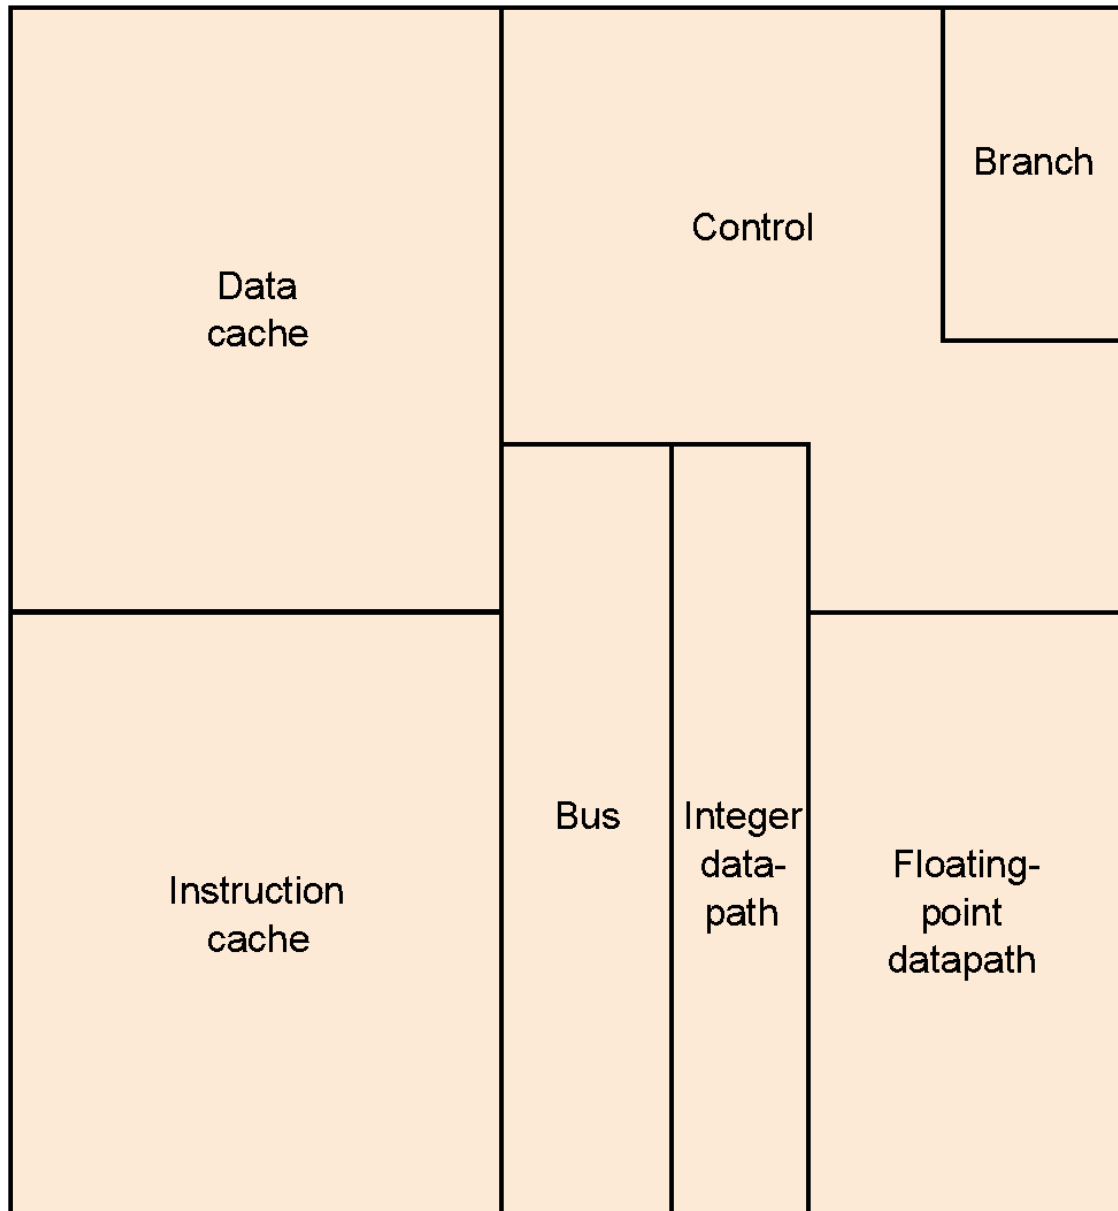 Data
cache
Control
Branch
Instruction
cache
Bus
Integer
data-
path
Floating-
point
datapath